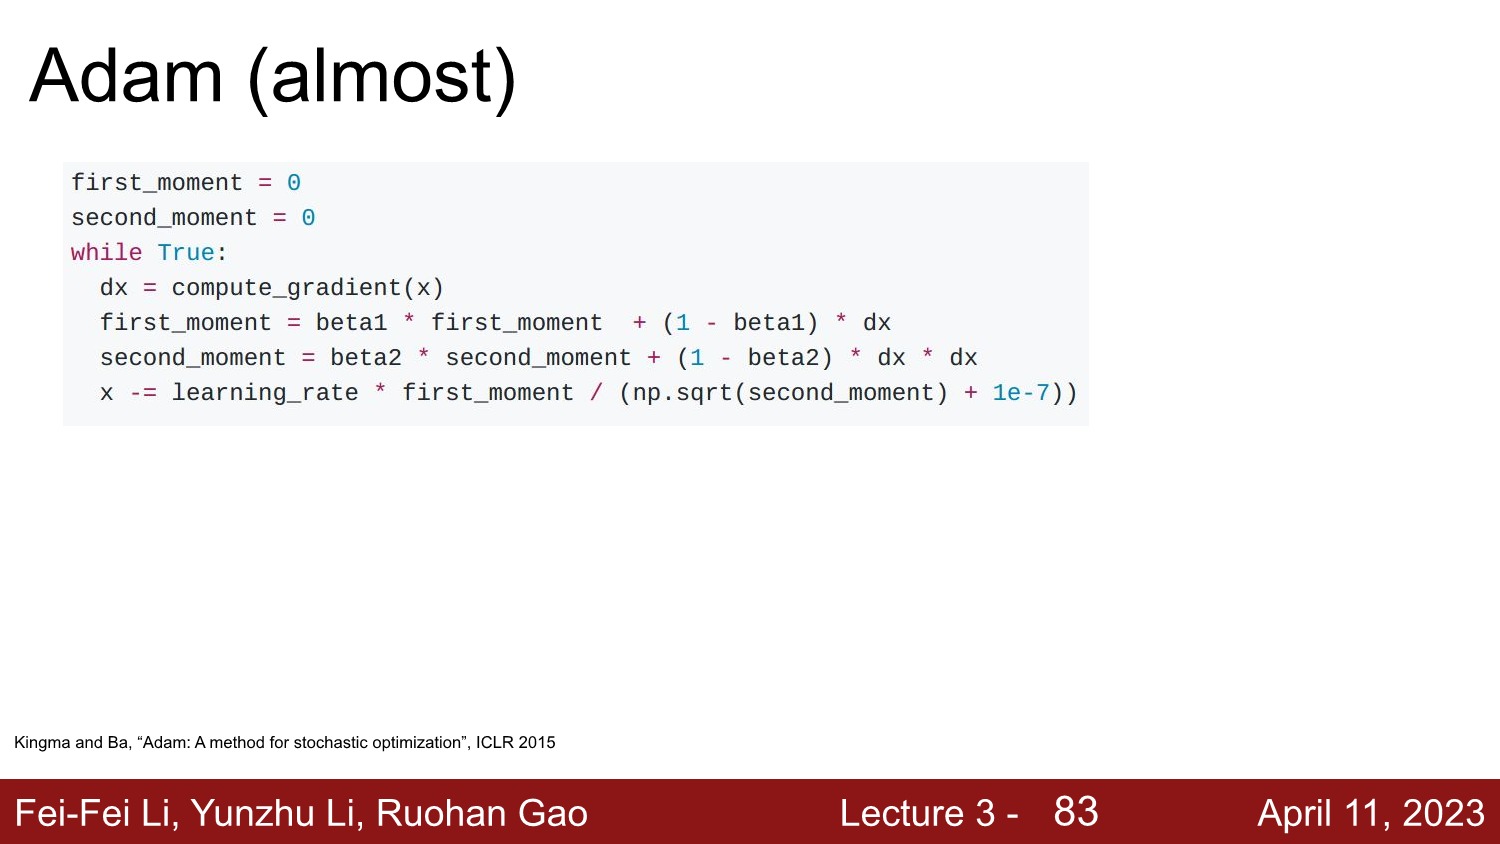 Adam (almost)
first_moment = 0
second_moment = 0
while True:
  dx = compute_gradient(x)
  first_moment = beta1 * first_moment  + (1 - beta1) * dx
  second_moment = beta2 * second_moment + (1 - beta2) * dx * dx
  x -= learning_rate * first_moment / (np.sqrt(second_moment) + 1e-7))
Kingma and Ba, “Adam: A method for stochastic optimization”, ICLR 2015
Fei-Fei Li, Yunzhu Li, Ruohan Gao Lecture 3 - 83 April 11, 2023